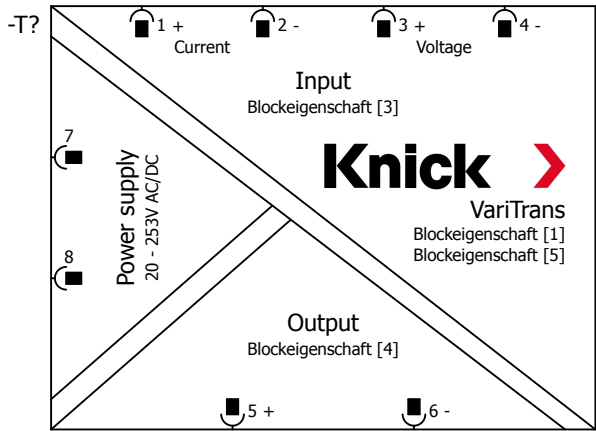 -T?
1 +
2 -
3 +
4 -
Current
Voltage
Input
Blockeigenschaft [3]
7
8
Power supply
20 - 253V AC/DC
Knick
VariTrans
Blockeigenschaft [1]
Blockeigenschaft [5]
Output
Blockeigenschaft [4]
5 +
6 -